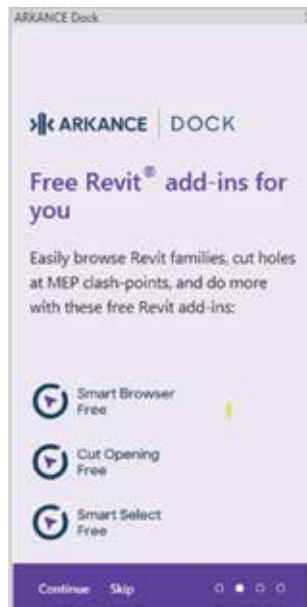 ARKANCE Dock
ARKANCE | DOCK
Free Revit® add-ins for
you
Easily browse Revit families, cut holes
at MEP clash-points, and do more
with these free Revit add-ins:
Smart Browser
Free
Cut Opening
Free
Smart Select
Free
Continue Skip